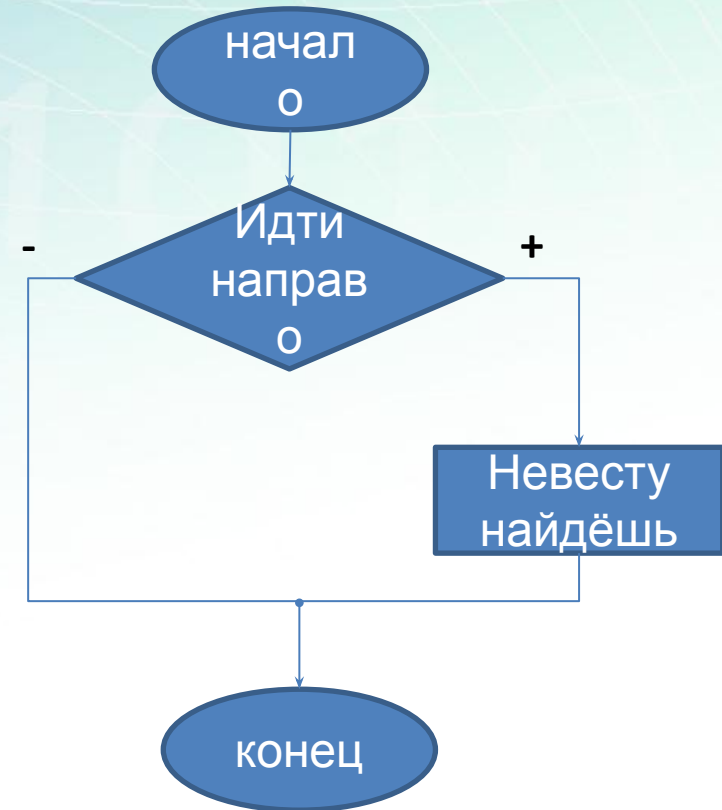 начал
о
Идти
направ
о
-
+
Невесту
найдёшь
конец